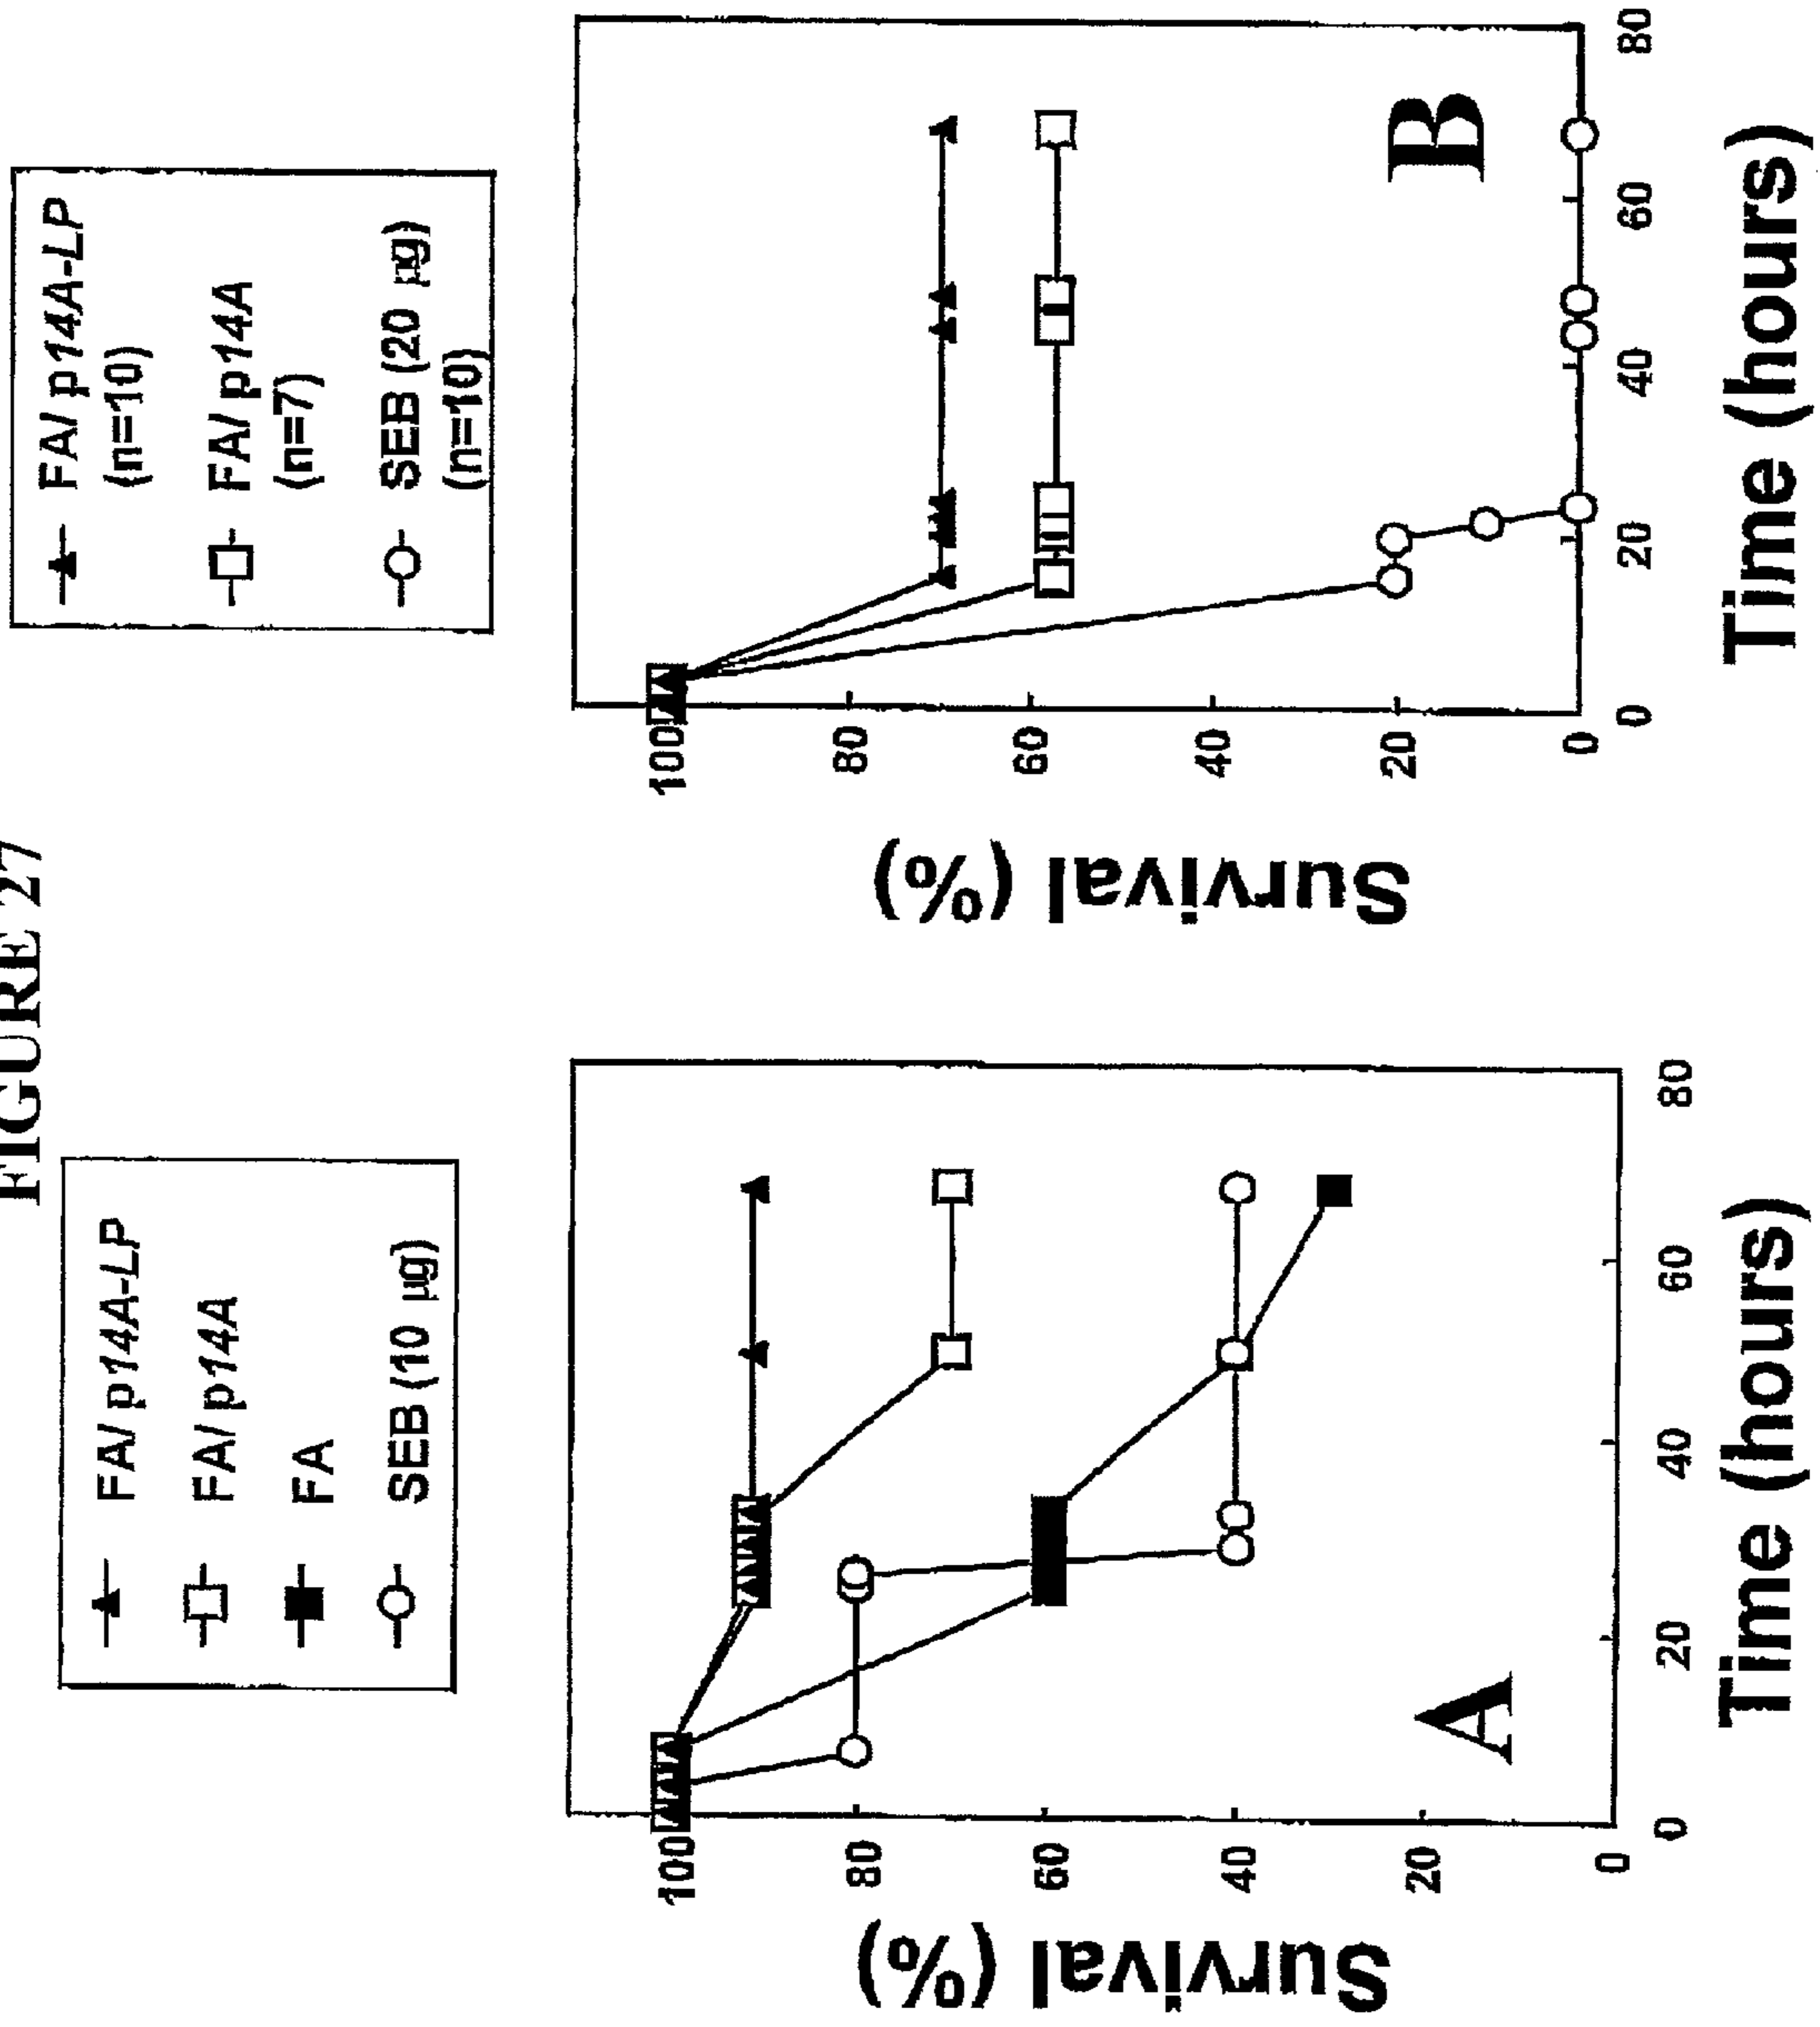 FIGURE 27
FA/ p14A-LP
FA/ p14A
FA
SEB (10 µg)
Survival (%)
100
80
60
40
20
0
A
0
20
40
60
80
Time (hours)
FA/ p14A-LP
(n=10)
FA/ p14A
(n=7)
SEB (20 µg)
(n=10)
Survival (%)
100
80
60
40
20
0
B
0
20
40
60
80
Time (hours)